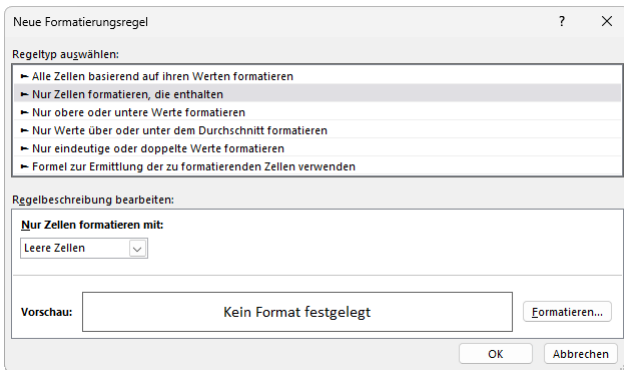 Neue Formatierungsregel ? ×
Regeltyp auswählen:
► Alle Zellen basierend auf ihren Werten formatieren
► Nur Zellen formatieren, die enthalten
► Nur obere oder untere Werte formatieren
► Nur Werte über oder unter dem Durchschnitt formatieren
► Nur eindeutige oder doppelte Werte formatieren
► Formel zur Ermittlung der zu formatierenden Zellen verwenden
Regelbeschreibung bearbeiten:
Nur Zellen formatieren mit:
Leere Zellen
Vorschau: Kein Format festgelegt Formatieren...
OK Abbrechen